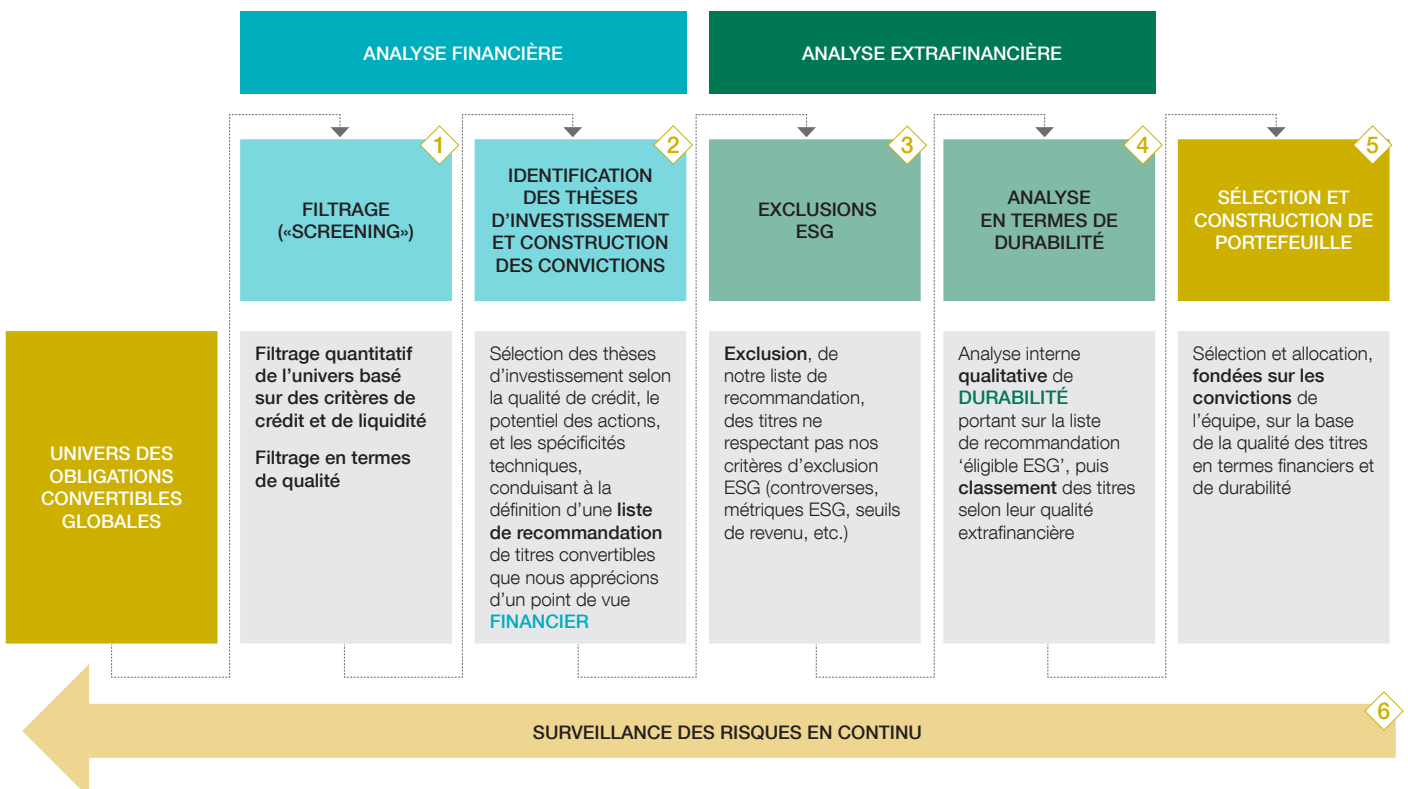 ANALYSE FINANCIÈRE
ANALYSE EXTRAFINANCIÈRE
1
FILTRAGE
(«SCREENING»)
2
IDENTIFICATION
DES THÈSES
D’INVESTISSEMENT
ET CONSTRUCTION
DES CONVICTIONS
3
EXCLUSIONS
ESG
4
ANALYSE
EN TERMES DE
DURABILITÉ
5
SÉLECTION ET
CONSTRUCTION DE
PORTEFEUILLE
UNIVERS DES
OBLIGATIONS
CONVERTIBLES
GLOBALES
Filtrage quantitatif
de l’univers basé
sur des critères de
crédit et de liquidité
Filtrage en termes
de qualité
Sélection des thèses
d’investissement selon
la qualité de crédit, le
potentiel des actions,
et les spécificités
techniques,
conduisant à la
définition d’une liste
de recommandation
de titres convertibles
que nous apprécions
d’un point de vue
FINANCIER
Exclusion, de
notre liste de
recommandation,
des titres ne
respectant pas nos
critères d’exclusion
ESG (controverses,
métriques ESG, seuils
de revenu, etc.)
Analyse interne
qualitative de
DURABILITÉ
portant sur la liste
de recommandation
‘éligible ESG’, puis
classement des titres
selon leur qualité
extrafinancière
Sélection et allocation,
fondées sur les
convictions de
l’équipe, sur la base
de la qualité des titres
en termes financiers et
de durabilité
6
SURVEILLANCE DES RISQUES EN CONTINU